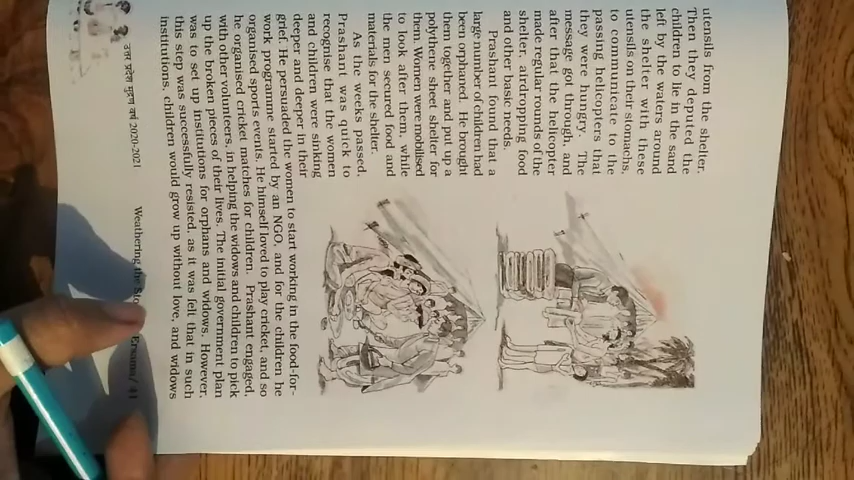 utensils from the shelter.
Then they deputed the
children to lie in the sand
left by the waters around
the shelter with these
utensils on their stomachs,
to communicate to the
passing helicopters that
they were hungry. The
message got through, and
after that the helicopter
made regular rounds of the
shelter, airdropping food
and other basic needs.
Prashant found that a
large number of children had
been orphaned. He brought
them together and put up a
polythene sheet shelter for
them. Women were mobilised
to look after them, while
the men secured food and
materials for the shelter.
As the weeks passed,
Prashant was quick to
recognise that the women
and children were sinking
deeper and deeper in their
grief. He persuaded the women to start working in the food-for-
work programme started by an NGO, and for the children he
organised sports events. He himself loved to play cricket, and so
he organised cricket matches for children. Prashant engaged,
with other volunteers, in helping the widows and children to pick
up the broken pieces of their lives. The initial government plan
was to set up institutions for orphans and widows. However,
this step was successfully resisted, as it was felt that in such
institutions, children would grow up without love, and widows
उत्तर प्रदेश मुद्रण वर्ष 2020-2021
Weathering the Ersama/ 41